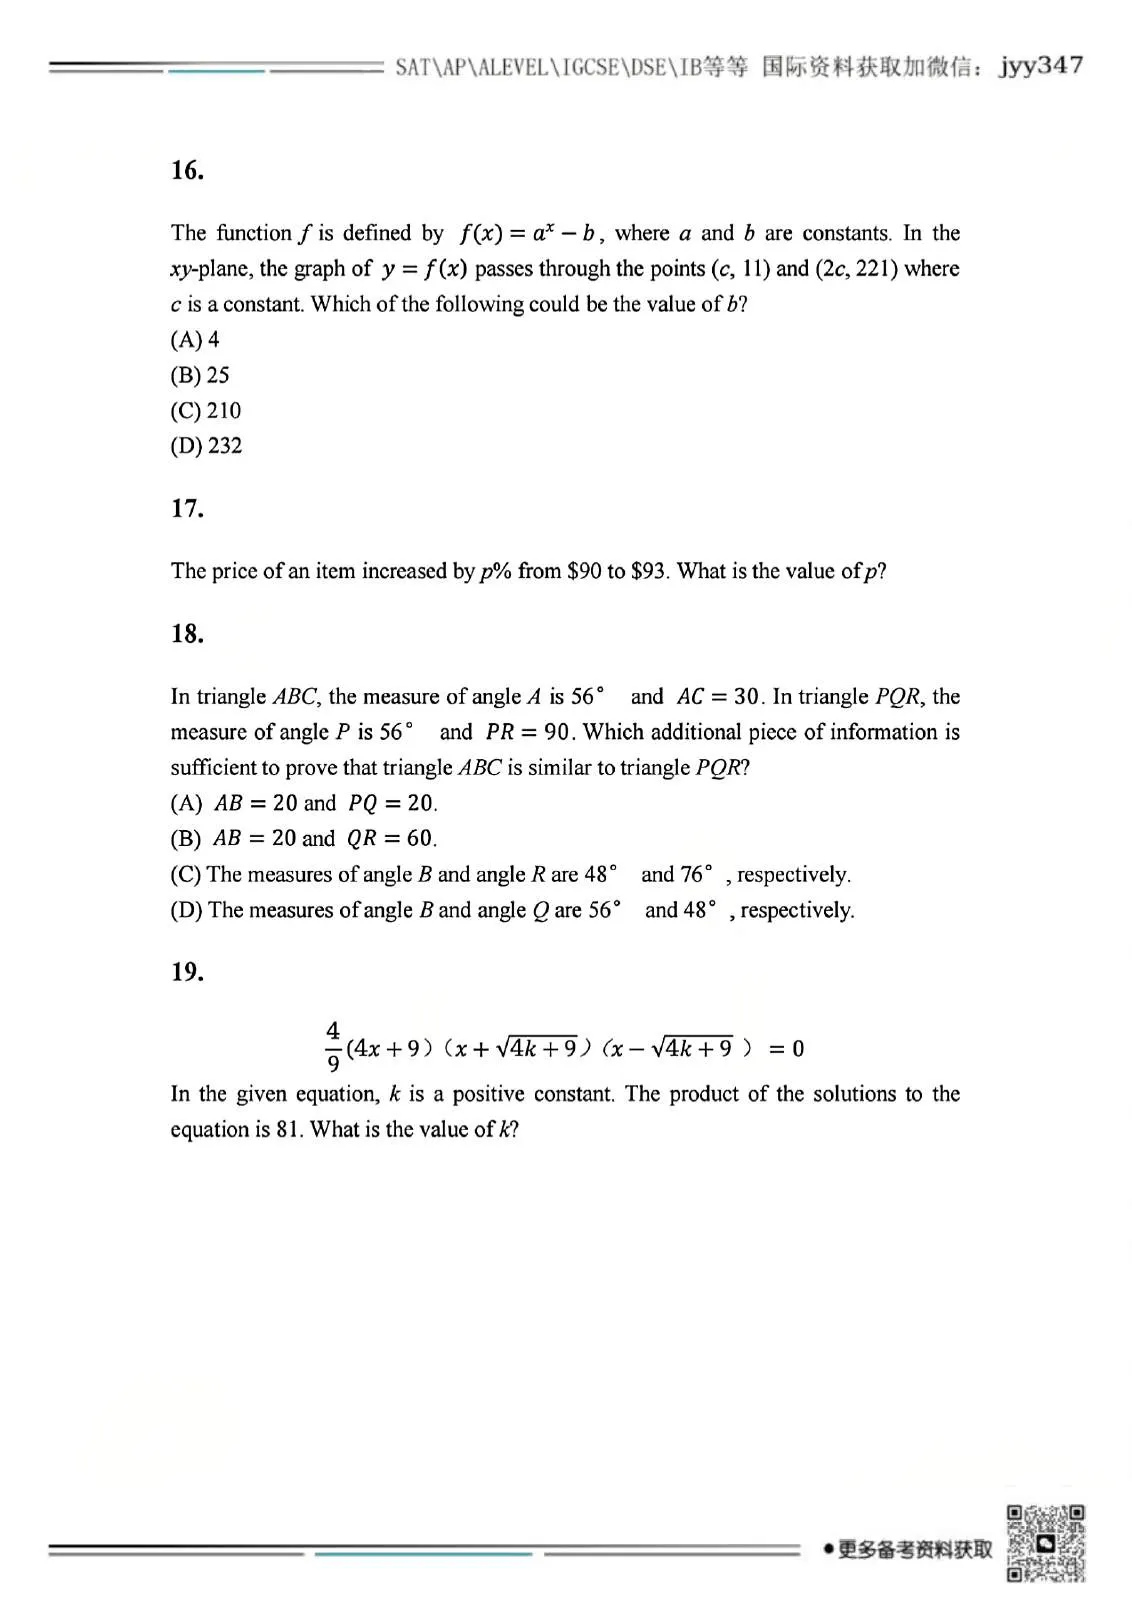 SAT\AP\ALEVEL\IGCSE\DSE\IB等等 国际资料获取加微信：jyy347
16.
The function f is defined by f(x) = a^x − b, where a and b are constants. In the
xy-plane, the graph of y = f(x) passes through the points (c, 11) and (2c, 221) where
c is a constant. Which of the following could be the value of b?
(A) 4
(B) 25
(C) 210
(D) 232
17.
The price of an item increased by p% from $90 to $93. What is the value of p?
18.
In triangle ABC, the measure of angle A is 56° and AC = 30. In triangle PQR, the
measure of angle P is 56° and PR = 90. Which additional piece of information is
sufficient to prove that triangle ABC is similar to triangle PQR?
(A) AB = 20 and PQ = 20.
(B) AB = 20 and QR = 60.
(C) The measures of angle B and angle R are 48° and 76° , respectively.
(D) The measures of angle B and angle Q are 56° and 48° , respectively.
19.
4/9 (4x + 9)（x + √(4k + 9)）（x − √(4k + 9)） = 0
In the given equation, k is a positive constant. The product of the solutions to the
equation is 81. What is the value of k?
●更多备考资料获取